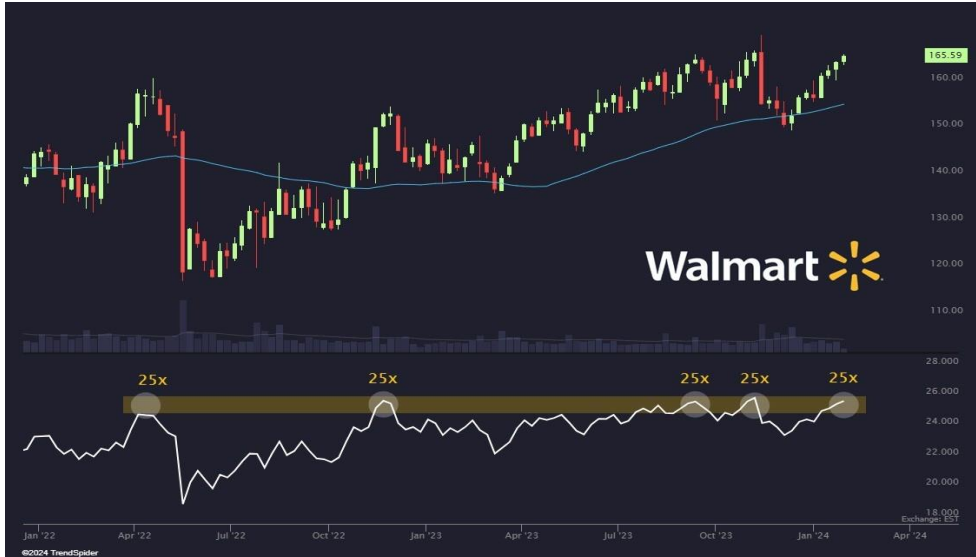 165.59
160.00
150.00
140.00
130.00
Walmart
120.00
110.00
28.000
25x 25x 25x 25x 25x
26.000
24.000
22.000
20.000
18.000
Exchange: EST
Jan '22 Apr '22 Jul '22 Oct '22 Jan '23 Apr '23 Jul '23 Oct '23 Jan '24 Apr '24
©2024 TrendSpider